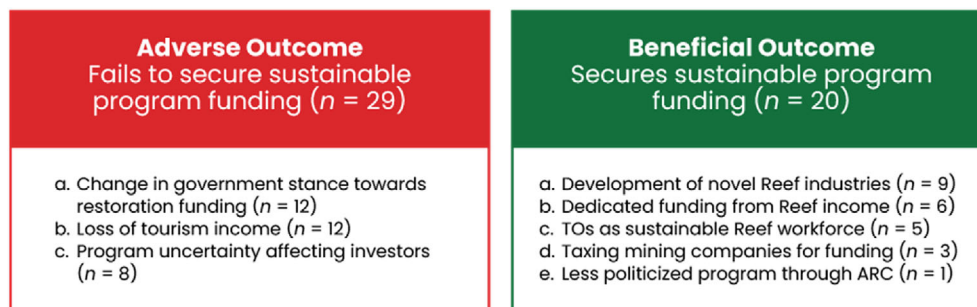 Adverse Outcome
Fails to secure sustainable
program funding (n = 29)
a. Change in government stance towards
restoration funding (n = 12)
b. Loss of tourism income (n = 12)
c. Program uncertainty affecting investors
(n = 8)
Beneficial Outcome
Secures sustainable program
funding (n = 20)
a. Development of novel Reef industries (n = 9)
b. Dedicated funding from Reef income (n = 6)
c. TOs as sustainable Reef workforce (n = 5)
d. Taxing mining companies for funding (n = 3)
e. Less politicized program through ARC (n = 1)